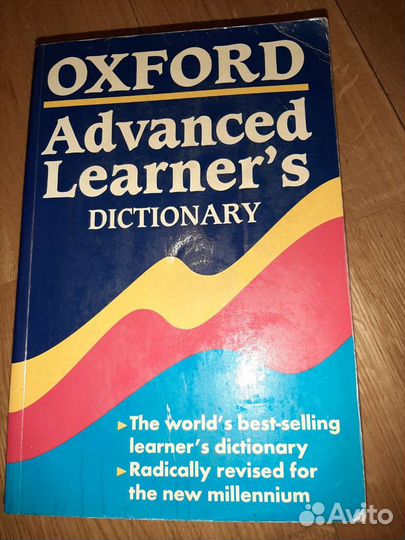 OXFORD
Advanced
Learner's
DICTIONARY
▸The world's best-selling
learner's dictionary
▸Radically revised for
the new millennium
Avito